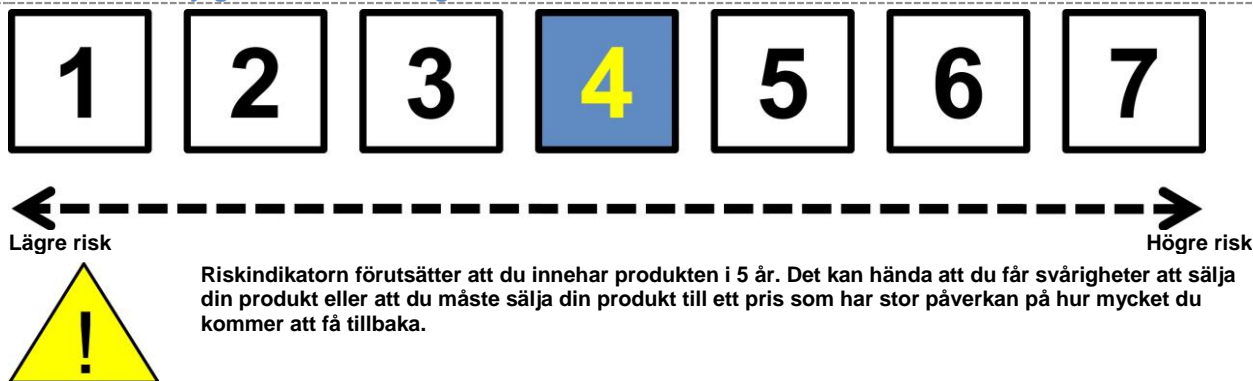 1 2 3 4 5 6 7
Lägre risk Högre risk
Riskindikatorn förutsätter att du innehar produkten i 5 år. Det kan hända att du får svårigheter att sälja
din produkt eller att du måste sälja din produkt till ett pris som har stor påverkan på hur mycket du
kommer att få tillbaka.
!